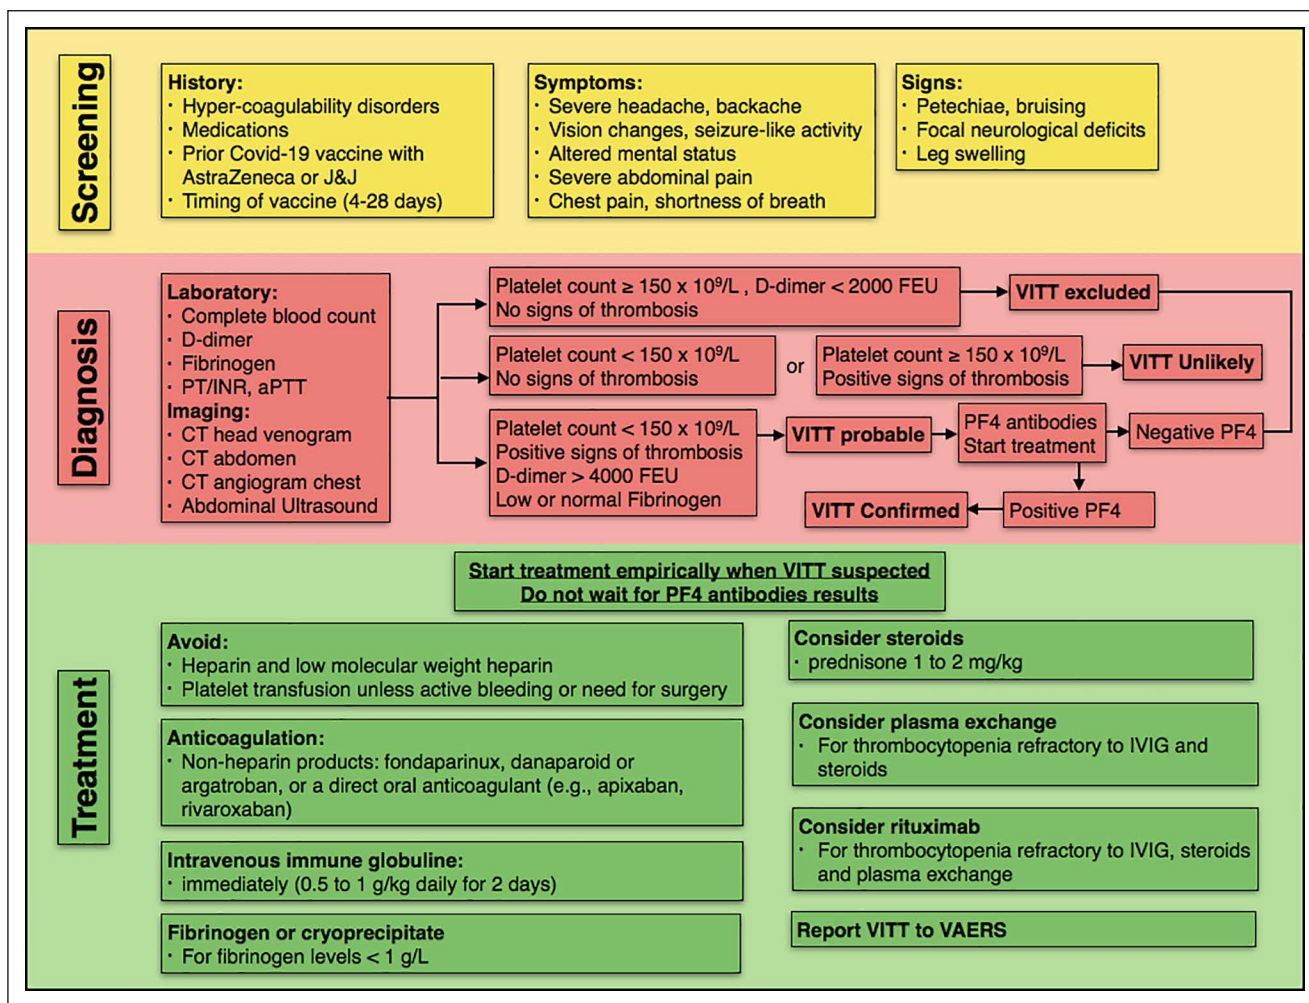 Screening
History:
· Hyper-coagulability disorders
· Medications
· Prior Covid-19 vaccine with
AstraZeneca or J&J
· Timing of vaccine (4-28 days)
Symptoms:
· Severe headache, backache
· Vision changes, seizure-like activity
· Altered mental status
· Severe abdominal pain
· Chest pain, shortness of breath
Signs:
· Petechiae, bruising
· Focal neurological deficits
· Leg swelling
Diagnosis
Laboratory:
· Complete blood count
· D-dimer
· Fibrinogen
· PT/INR, aPTT
Imaging:
· CT head venogram
· CT abdomen
· CT angiogram chest
· Abdominal Ultrasound
Platelet count ≥ 150 x 10⁹/L , D-dimer < 2000 FEU
No signs of thrombosis
VITT excluded
Platelet count < 150 x 10⁹/L
No signs of thrombosis
or
Platelet count ≥ 150 x 10⁹/L
Positive signs of thrombosis
VITT Unlikely
Platelet count < 150 x 10⁹/L
Positive signs of thrombosis
D-dimer > 4000 FEU
Low or normal Fibrinogen
VITT probable
PF4 antibodies
Start treatment
Negative PF4
Positive PF4
VITT Confirmed
Treatment
Start treatment empirically when VITT suspected
Do not wait for PF4 antibodies results
Avoid:
· Heparin and low molecular weight heparin
· Platelet transfusion unless active bleeding or need for surgery
Anticoagulation:
· Non-heparin products: fondaparinux, danaparoid or
argatroban, or a direct oral anticoagulant (e.g., apixaban,
rivaroxaban)
Intravenous immune globuline:
· immediately (0.5 to 1 g/kg daily for 2 days)
Fibrinogen or cryoprecipitate
· For fibrinogen levels < 1 g/L
Consider steroids
· prednisone 1 to 2 mg/kg
Consider plasma exchange
· For thrombocytopenia refractory to IVIG and
steroids
Consider rituximab
· For thrombocytopenia refractory to IVIG, steroids
and plasma exchange
Report VITT to VAERS